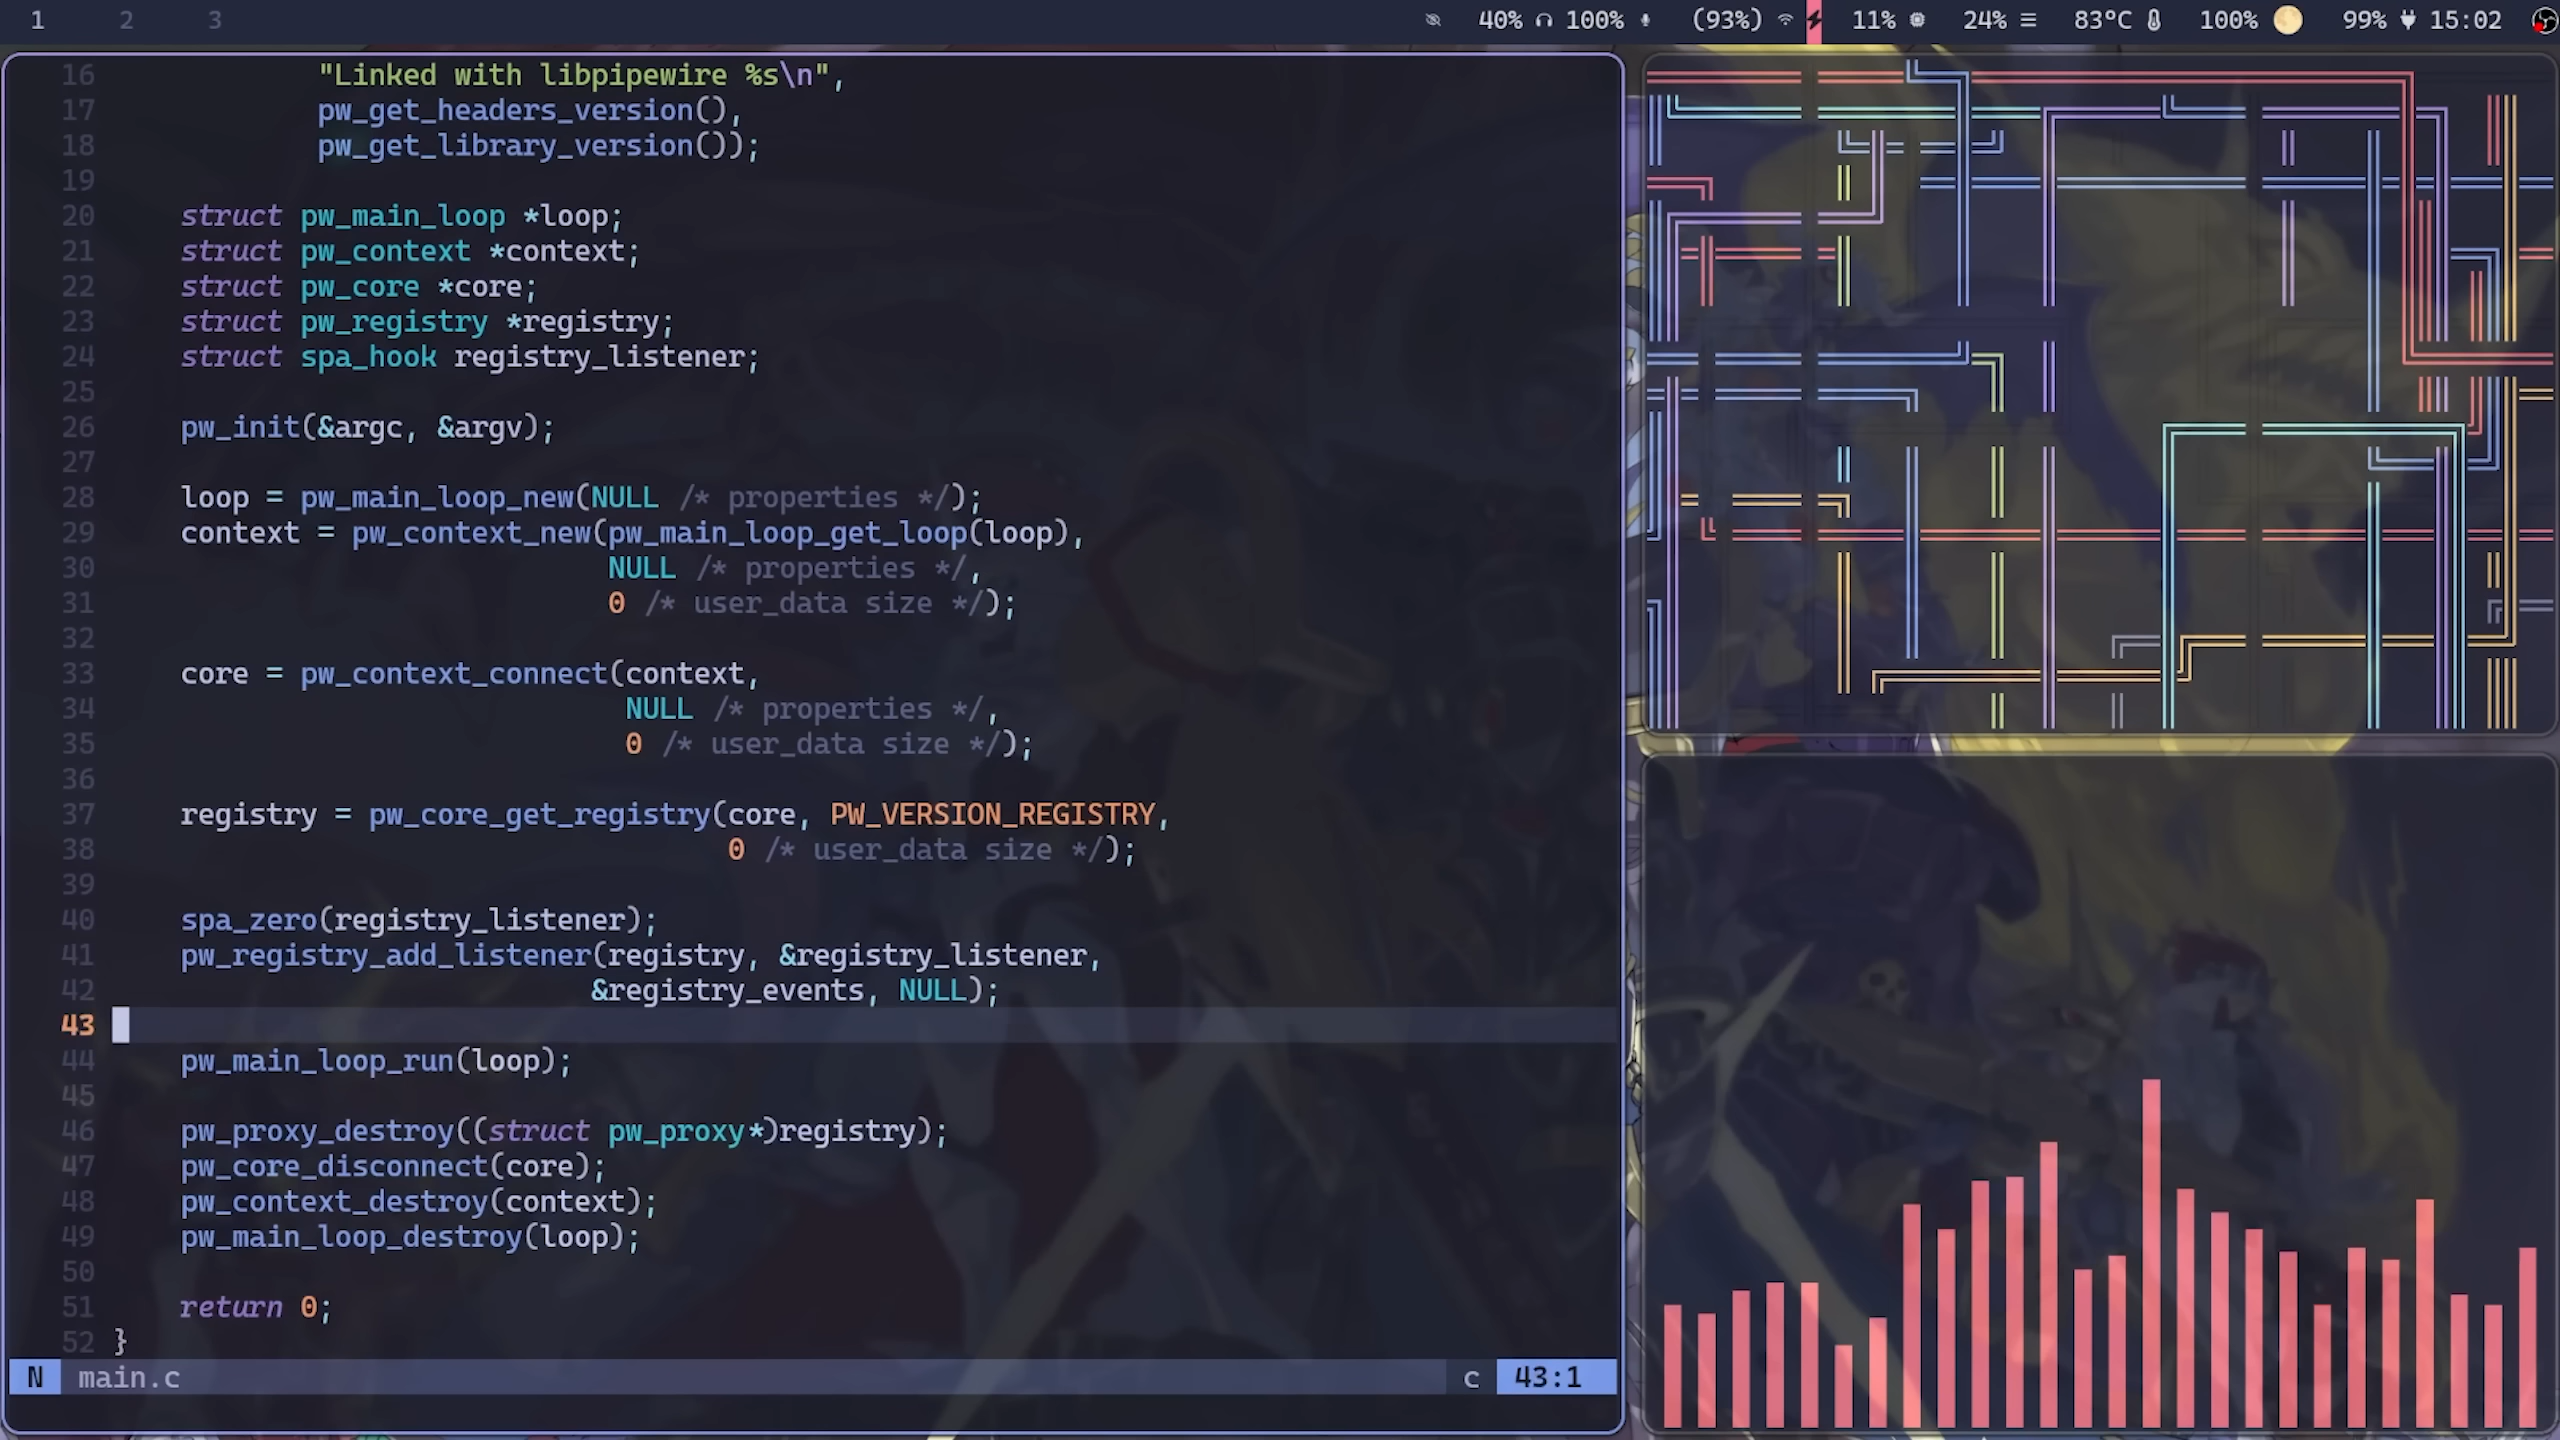 1 2 3 40% 100% (93%) 11% 24% 83°C 100% 99% 15:02
16 "Linked with libpipewire %s\n",
17 pw_get_headers_version(),
18 pw_get_library_version());
19
20 struct pw_main_loop *loop;
21 struct pw_context *context;
22 struct pw_core *core;
23 struct pw_registry *registry;
24 struct spa_hook registry_listener;
25
26 pw_init(&argc, &argv);
27
28 loop = pw_main_loop_new(NULL /* properties */);
29 context = pw_context_new(pw_main_loop_get_loop(loop),
30 NULL /* properties */,
31 0 /* user_data size */);
32
33 core = pw_context_connect(context,
34 NULL /* properties */,
35 0 /* user_data size */);
36
37 registry = pw_core_get_registry(core, PW_VERSION_REGISTRY,
38 0 /* user_data size */);
39
40 spa_zero(registry_listener);
41 pw_registry_add_listener(registry, &registry_listener,
42 &registry_events, NULL);
43
44 pw_main_loop_run(loop);
45
46 pw_proxy_destroy((struct pw_proxy*)registry);
47 pw_core_disconnect(core);
48 pw_context_destroy(context);
49 pw_main_loop_destroy(loop);
50
51 return 0;
52 }
N main.c c 43:1